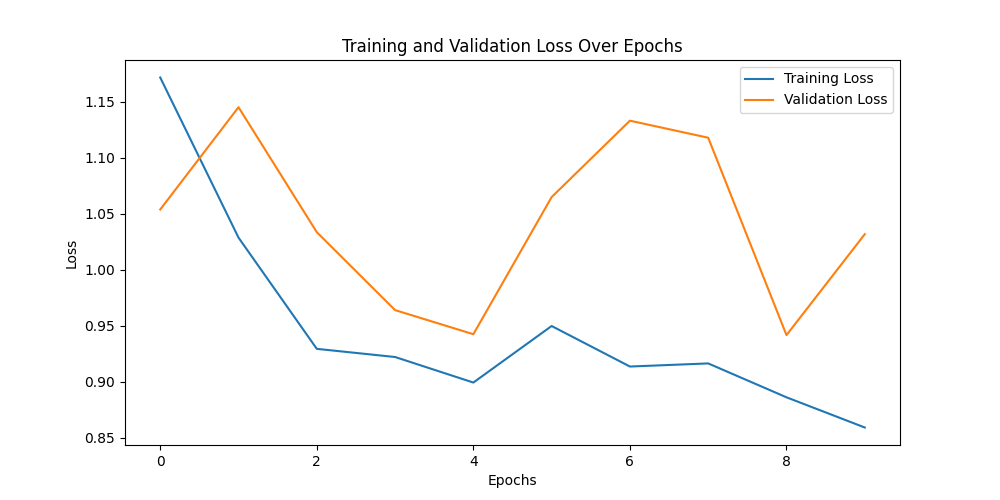 Training and Validation Loss Over Epochs
Training Loss
Validation Loss
1.15
1.10
1.05
1.00
0.95
0.90
0.85
Loss
0 2 4 6 8
Epochs